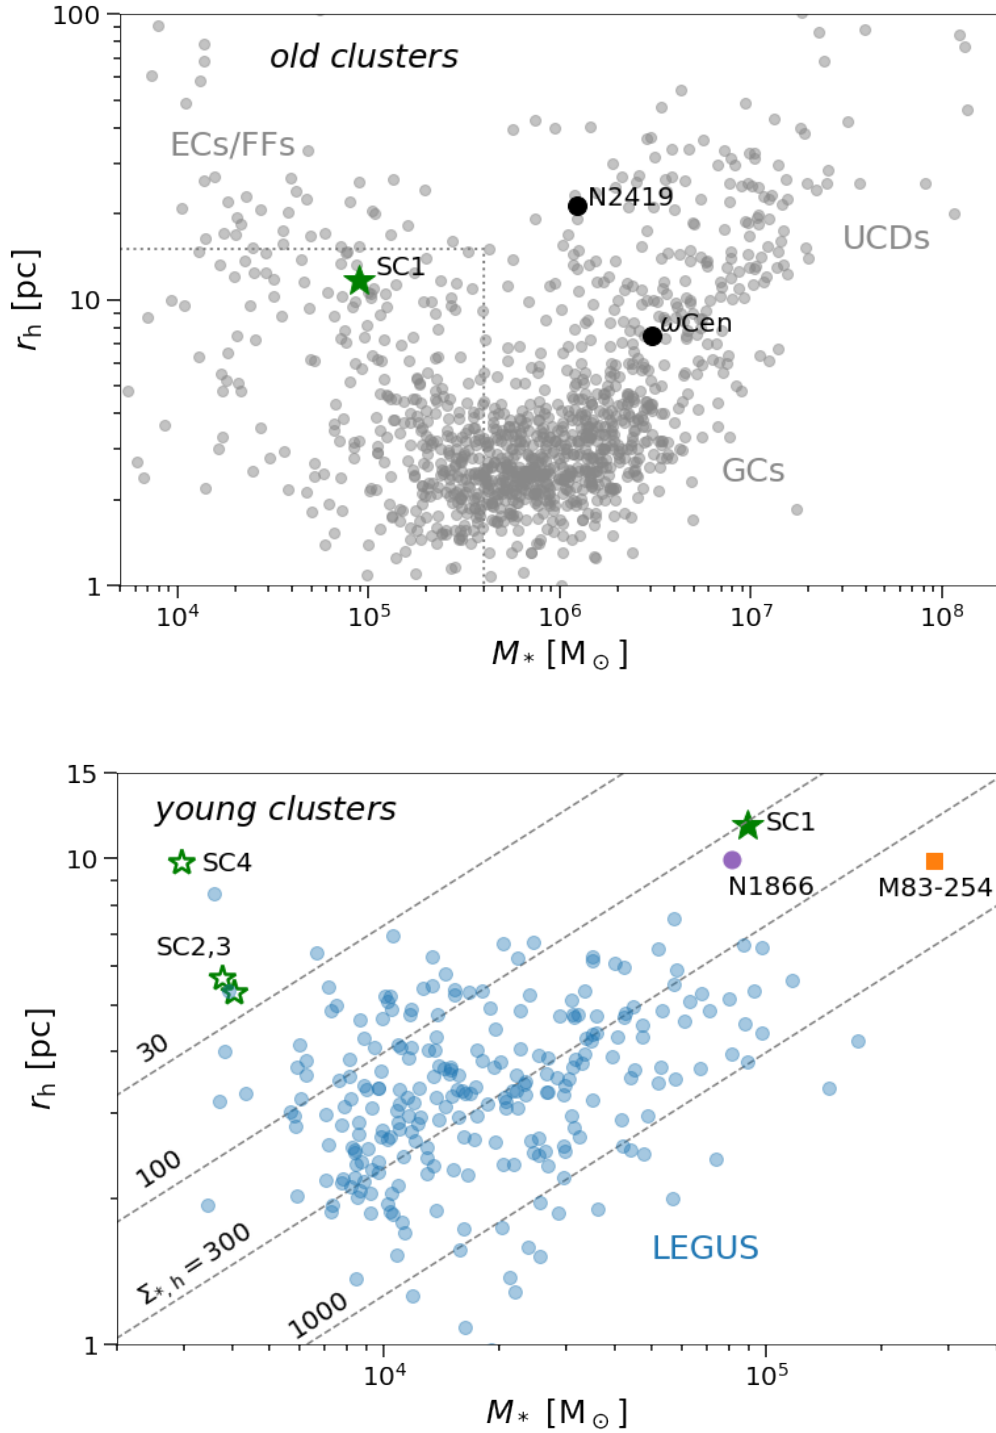 old clusters
ECs/FFs
N2419
UCDs
SC1
ωCen
GCs
100
10
1
r_h [pc]
10^4
10^5
10^6
10^7
10^8
M_* [M_⊙]
young clusters
SC4
SC1
N1866
M83-254
SC2,3
30
100
Σ_*,h = 300
1000
LEGUS
15
10
1
r_h [pc]
10^4
10^5
M_* [M_⊙]